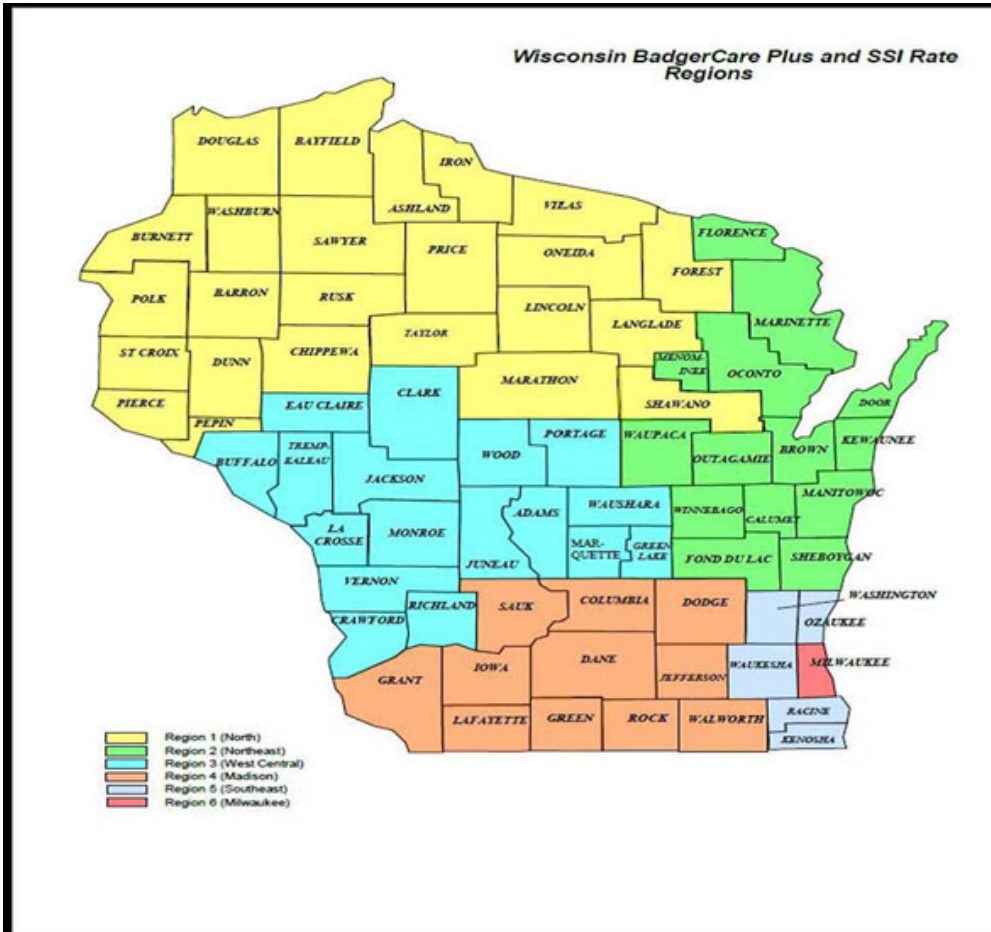 Wisconsin BadgerCare Plus and SSI Rate
Regions
DOUGLAS
BAYFIELD
IRON
ASHLAND
VILAS
WASHBURN
BURNETT
SAWYER
PRICE
ONEIDA
FLORENCE
FOREST
POLK
BARRON
RUSK
LINCOLN
LANGLADE
MARINETTE
TAYLOR
ST CROIX
DUNN
CHIPPEWA
MENOM-
INEE
OCONTO
MARATHON
CLARK
PIERCE
EAU CLAIRE
SHAWANO
DOOR
PEPIN
PORTAGE
WAUPACA
KEWAUNEE
BUFFALO
TREMP-
EALEAU
WOOD
OUTAGAMIE
BROWN
JACKSON
MANITOWOC
ADAMS
WAUSHARA
WINNEBAGO
CALUMET
LA
CROSSE
MONROE
MAR-
QUETTE
GREEN
LAKE
JUNEAU
FOND DU LAC
SHEBOYGAN
VERNON
RICHLAND
SAUK
COLUMBIA
DODGE
WASHINGTON
CRAWFORD
OZAUKEE
GRANT
IOWA
DANE
JEFFERSON
WAUKESHA
MILWAUKEE
LAFAYETTE
GREEN
ROCK
WALWORTH
RACINE
KENOSHA
Region 1 (North)
Region 2 (Northeast)
Region 3 (West Central)
Region 4 (Madison)
Region 5 (Southeast)
Region 6 (Milwaukee)